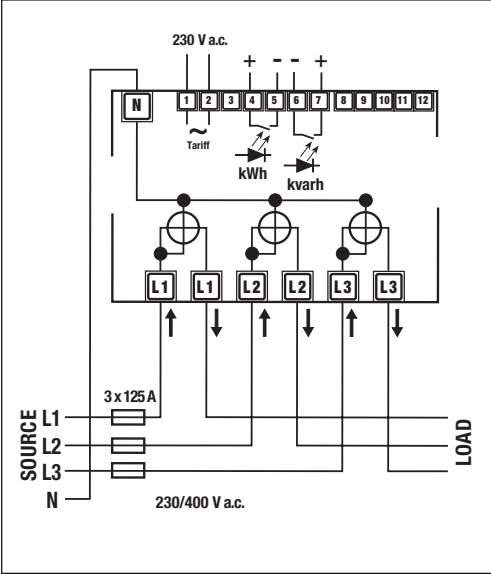 230 V a.c.
+ - - +
N 1 2 3 4 5 6 7 8 9 10 11 12
~
Tariff
kWh
kvarh
L1 L1 L2 L2 L3 L3
3 x 125 A
SOURCE
L1
L2
L3
N
LOAD
230/400 V a.c.